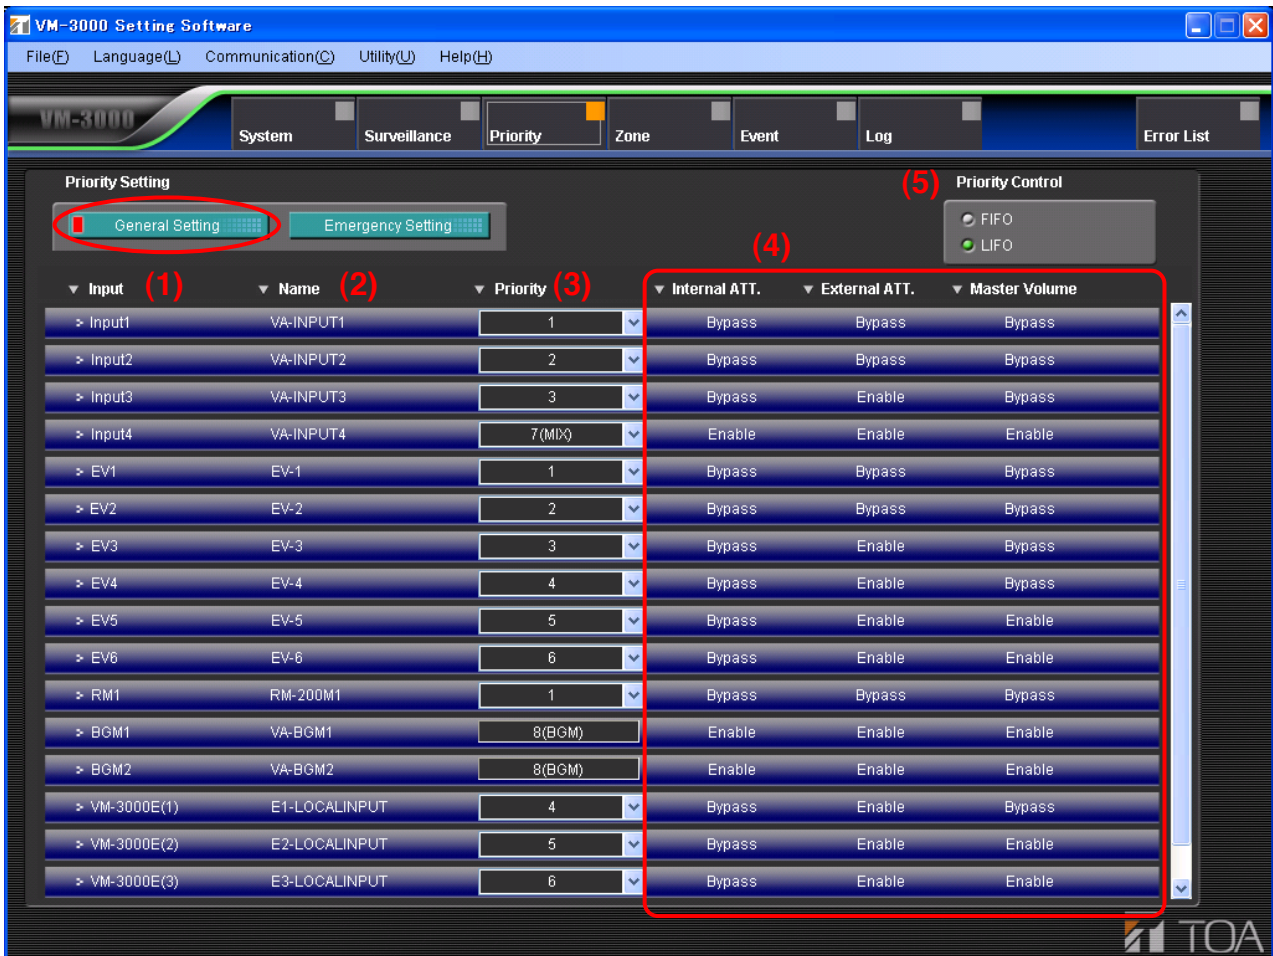 VM-3000 Setting Software
File(F) Language(L) Communication(C) Utility(U) Help(H)
VM-3000 System Surveillance Priority Zone Event Log Error List
Priority Setting (5) Priority Control
General Setting Emergency Setting FIFO
(4) LIFO
Input (1) Name (2) Priority (3) Internal ATT. External ATT. Master Volume
> Input1 VA-INPUT1 1 Bypass Bypass Bypass
> Input2 VA-INPUT2 2 Bypass Bypass Bypass
> Input3 VA-INPUT3 3 Bypass Enable Bypass
> Input4 VA-INPUT4 7(MIX) Enable Enable Enable
> EV1 EV-1 1 Bypass Bypass Bypass
> EV2 EV-2 2 Bypass Bypass Bypass
> EV3 EV-3 3 Bypass Enable Bypass
> EV4 EV-4 4 Bypass Enable Bypass
> EV5 EV-5 5 Bypass Enable Enable
> EV6 EV-6 6 Bypass Enable Enable
> RM1 RM-200M1 1 Bypass Bypass Bypass
> BGM1 VA-BGM1 8(BGM) Enable Enable Enable
> BGM2 VA-BGM2 8(BGM) Enable Enable Enable
> VM-3000E(1) E1-LOCALINPUT 4 Bypass Enable Bypass
> VM-3000E(2) E2-LOCALINPUT 5 Bypass Enable Enable
> VM-3000E(3) E3-LOCALINPUT 6 Bypass Enable Enable
TOA